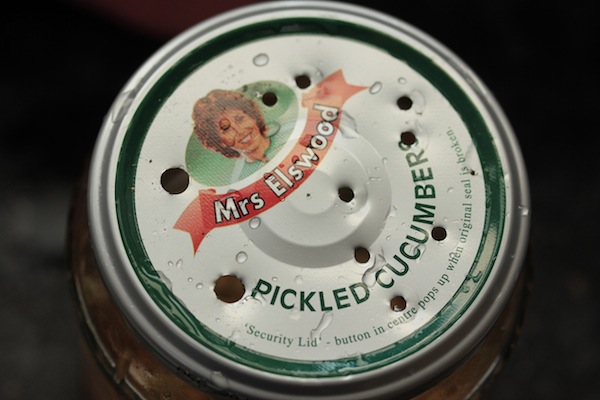 Mrs Elswood
PICKLED CUCUMBERS
'Security Lid' - button in centre pops up when original seal is broken.